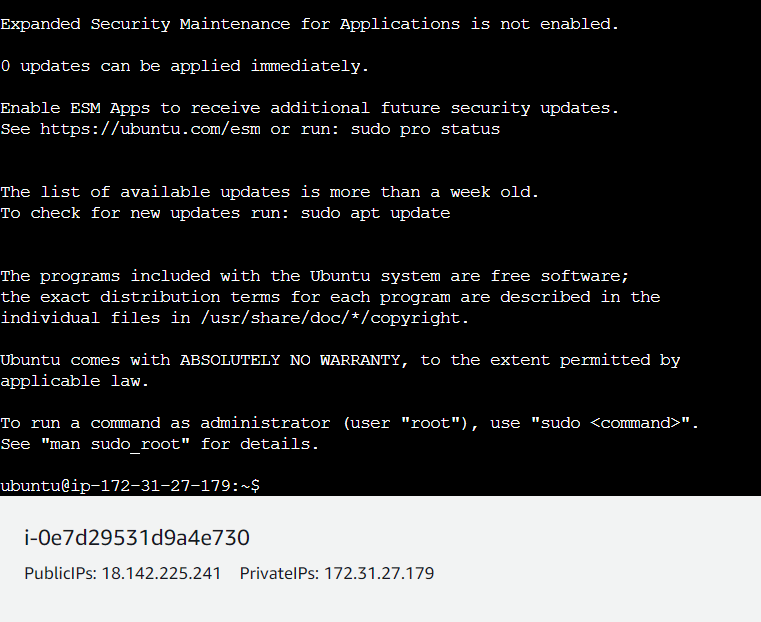 Expanded Security Maintenance for Applications is not enabled.
0 updates can be applied immediately.
Enable ESM Apps to receive additional future security updates.
See https://ubuntu.com/esm or run: sudo pro status
The list of available updates is more than a week old.
To check for new updates run: sudo apt update
The programs included with the Ubuntu system are free software;
the exact distribution terms for each program are described in the
individual files in /usr/share/doc/*/copyright.
Ubuntu comes with ABSOLUTELY NO WARRANTY, to the extent permitted by
applicable law.
To run a command as administrator (user "root"), use "sudo <command>".
See "man sudo_root" for details.
ubuntu@ip-172-31-27-179:~$
i-0e7d29531d9a4e730
PublicIPs: 18.142.225.241 PrivateIPs: 172.31.27.179